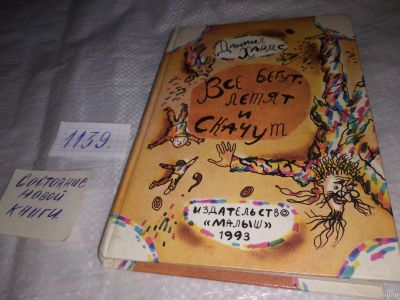 Даниил
Хармс
Все бегут,
летят
и
скачут
ИЗДАТЕЛЬСТВО
«МАЛЫШ»
1993
1139.
Состояние
новой
книги